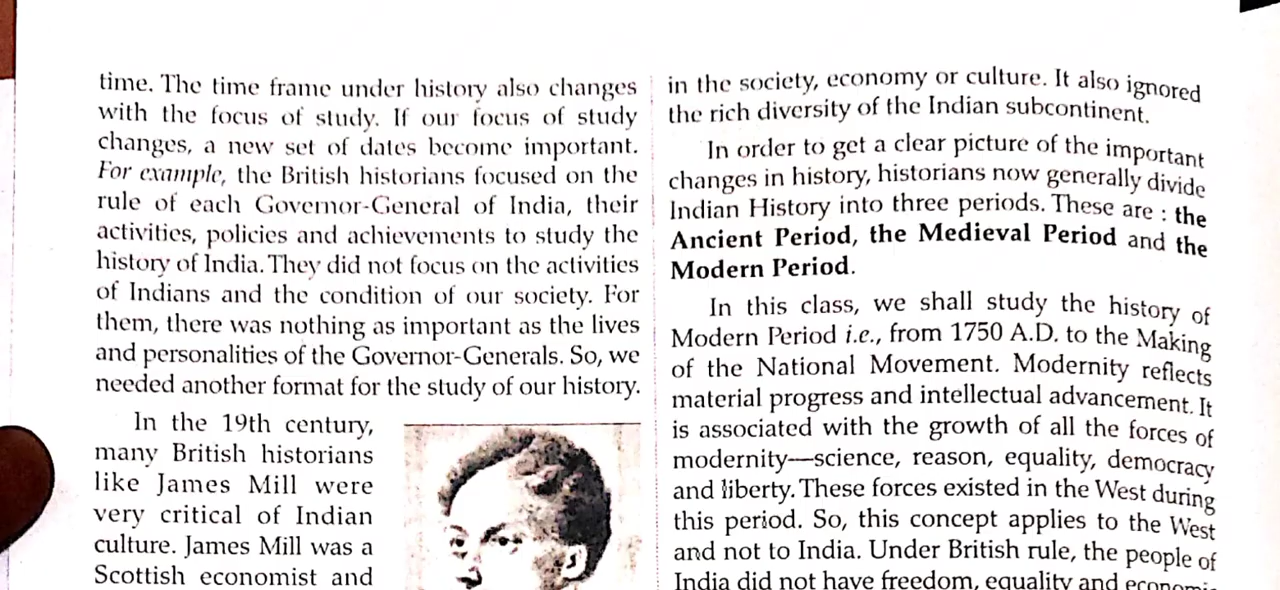 time. The time frame under history also changes
with the focus of study. If our focus of study
changes, a new set of dates become important.
For example, the British historians focused on the
rule of each Governor-General of India, their
activities, policies and achievements to study the
history of India. They did not focus on the activities
of Indians and the condition of our society. For
them, there was nothing as important as the lives
and personalities of the Governor-Generals. So, we
needed another format for the study of our history.
In the 19th century,
many British historians
like James Mill were
very critical of Indian
culture. James Mill was a
Scottish economist and
in the society, economy or culture. It also ignored
the rich diversity of the Indian subcontinent.
In order to get a clear picture of the important
changes in history, historians now generally divide
Indian History into three periods. These are : the
Ancient Period, the Medieval Period and the
Modern Period.
In this class, we shall study the history of
Modern Period i.e., from 1750 A.D. to the Making
of the National Movement. Modernity reflects
material progress and intellectual advancement. It
is associated with the growth of all the forces of
modernity—science, reason, equality, democracy
and liberty. These forces existed in the West during
this period. So, this concept applies to the West
and not to India. Under British rule, the people of
India did not have freedom, equality and